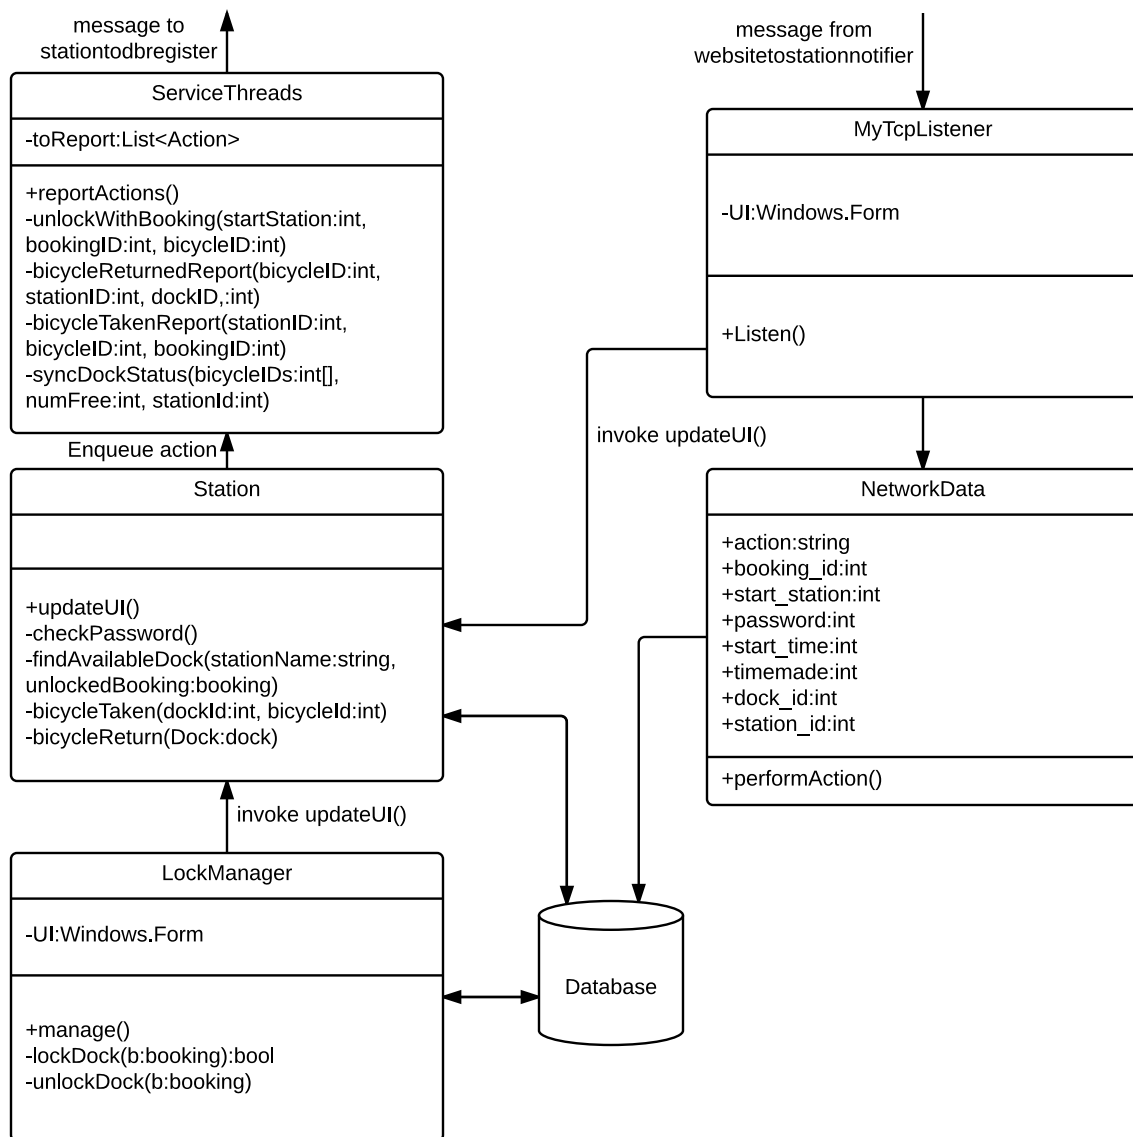 message to
stationtodbregister
ServiceThreads
-toReport:List<Action>
+reportActions()
-unlockWithBooking(startStation:int,
bookingID:int, bicycleID:int)
-bicycleReturnedReport(bicycleID:int,
stationID:int, dockID,:int)
-bicycleTakenReport(stationID:int,
bicycleID:int, bookingID:int)
-syncDockStatus(bicycleIDs:int[],
numFree:int, stationId:int)
Enqueue action
Station
+updateUI()
-checkPassword()
-findAvailableDock(stationName:string,
unlockedBooking:booking)
-bicycleTaken(dockId:int, bicycleId:int)
-bicycleReturn(Dock:dock)
invoke updateUI()
LockManager
-UI:Windows.Form
+manage()
-lockDock(b:booking):bool
-unlockDock(b:booking)
message from
websitetostationnotifier
MyTcpListener
-UI:Windows.Form
+Listen()
invoke updateUI()
NetworkData
+action:string
+booking_id:int
+start_station:int
+password:int
+start_time:int
+timemade:int
+dock_id:int
+station_id:int
+performAction()
Database